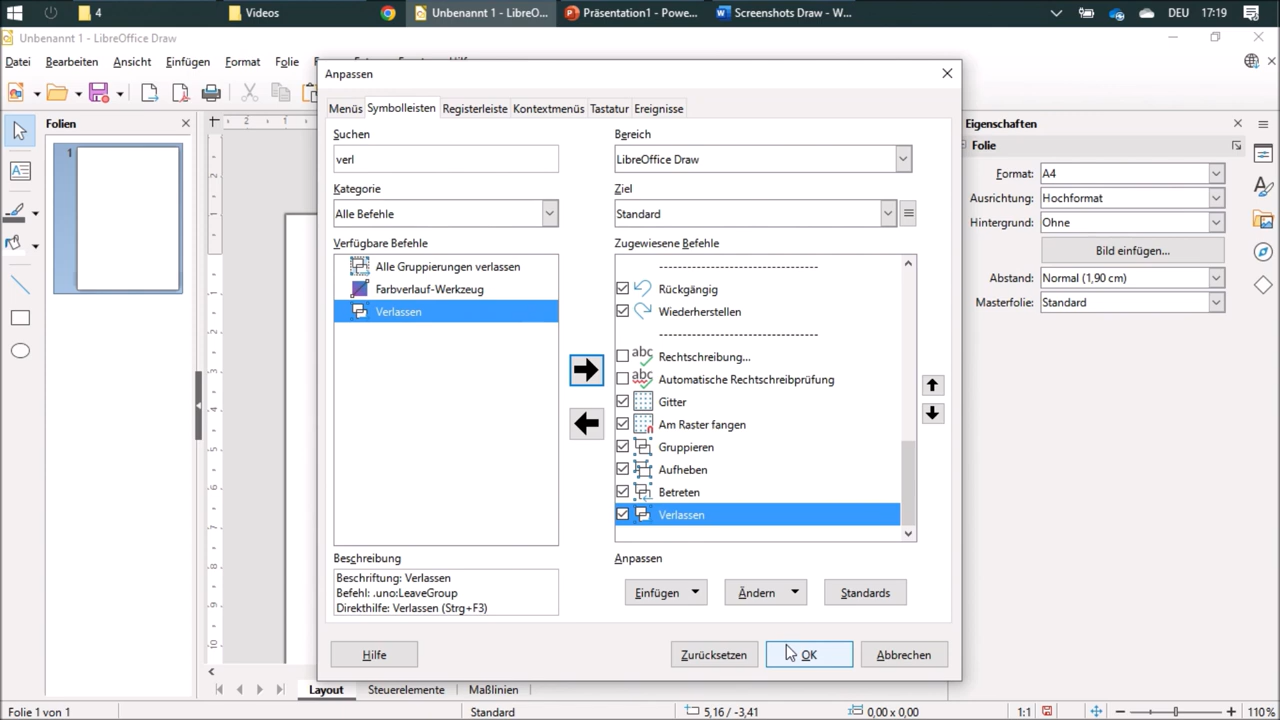 4
Videos
Unbenannt 1 - LibreO...
Präsentation1 - Powe...
Screenshots Draw - W...
DEU
17:19
Unbenannt 1 - LibreOffice Draw
Datei
Bearbeiten
Ansicht
Einfügen
Format
Folie
Folien
1
Anpassen
Menüs
Symbolleisten
Registerleiste
Kontextmenüs
Tastatur
Ereignisse
Suchen
verl
Kategorie
Alle Befehle
Verfügbare Befehle
Alle Gruppierungen verlassen
Farbverlauf-Werkzeug
Verlassen
Beschreibung
Beschriftung: Verlassen
Befehl: .uno:LeaveGroup
Direkthilfe: Verlassen (Strg+F3)
Bereich
LibreOffice Draw
Ziel
Standard
Zugewiesene Befehle
Rückgängig
Wiederherstellen
Rechtschreibung...
Automatische Rechtschreibprüfung
Gitter
Am Raster fangen
Gruppieren
Aufheben
Betreten
Verlassen
Anpassen
Einfügen
Ändern
Standards
Hilfe
Zurücksetzen
OK
Abbrechen
Eigenschaften
Folie
Format: A4
Ausrichtung: Hochformat
Hintergrund: Ohne
Bild einfügen...
Abstand: Normal (1,90 cm)
Masterfolie: Standard
Layout
Steuerelemente
Maßlinien
Folie 1 von 1
Standard
5,16 / -3,41
0,00 x 0,00
1:1
110%